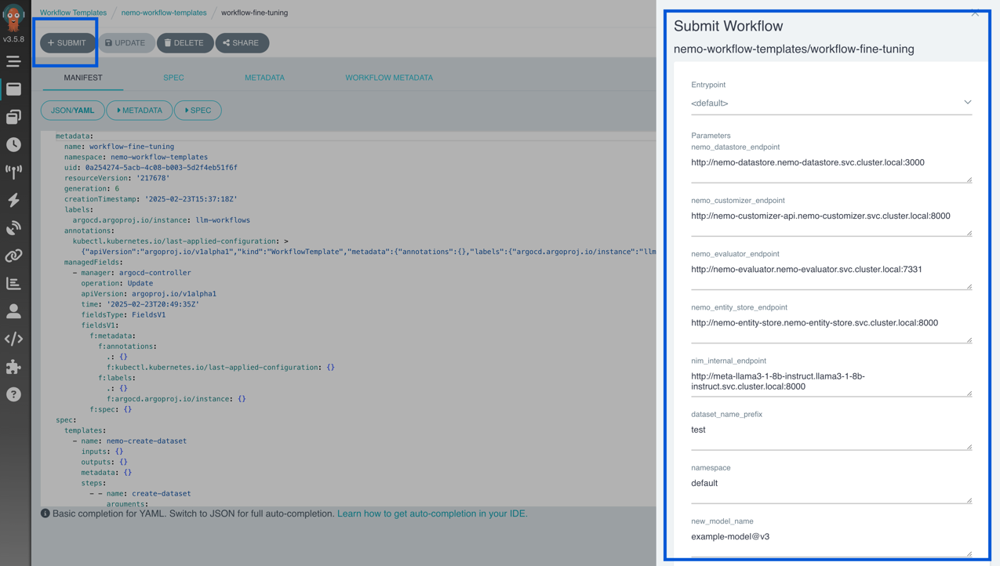 v3.5.8
Workflow Templates / nemo-workflow-templates / workflow-fine-tuning
+ SUBMIT UPDATE DELETE SHARE
MANIFEST SPEC METADATA WORKFLOW METADATA
JSON/YAML METADATA SPEC
metadata:
name: workflow-fine-tuning
namespace: nemo-workflow-templates
uid: 0a254274-5acb-4c08-b003-5d2f4eb51f6f
resourceVersion: '217678'
generation: 6
creationTimestamp: '2025-02-23T15:37:18Z'
labels:
argocd.argoproj.io/instance: llm-workflows
annotations:
kubectl.kubernetes.io/last-applied-configuration: >
{"apiVersion":"argoproj.io/v1alpha1","kind":"WorkflowTemplate","metadata":{"annotations":{},"labels":{"argocd.argoproj.io/instance":"llm
managedFields:
- manager: argocd-controller
operation: Update
apiVersion: argoproj.io/v1alpha1
time: '2025-02-23T20:49:35Z'
fieldsType: FieldsV1
fieldsV1:
f:metadata:
f:annotations:
.: {}
f:kubectl.kubernetes.io/last-applied-configuration: {}
f:labels:
.: {}
f:argocd.argoproj.io/instance: {}
f:spec: {}
spec:
templates:
- name: nemo-create-dataset
inputs: {}
outputs: {}
metadata: {}
steps:
- - name: create-dataset
arguments:
Basic completion for YAML. Switch to JSON for full auto-completion. Learn how to get auto-completion in your IDE.
Submit Workflow
nemo-workflow-templates/workflow-fine-tuning
Entrypoint
<default>
Parameters
nemo_datastore_endpoint
http://nemo-datastore.nemo-datastore.svc.cluster.local:3000
nemo_customizer_endpoint
http://nemo-customizer-api.nemo-customizer.svc.cluster.local:8000
nemo_evaluator_endpoint
http://nemo-evaluator.nemo-evaluator.svc.cluster.local:7331
nemo_entity_store_endpoint
http://nemo-entity-store.nemo-entity-store.svc.cluster.local:8000
nim_internal_endpoint
http://meta-llama3-1-8b-instruct.llama3-1-8b-
instruct.svc.cluster.local:8000
dataset_name_prefix
test
namespace
default
new_model_name
example-model@v3